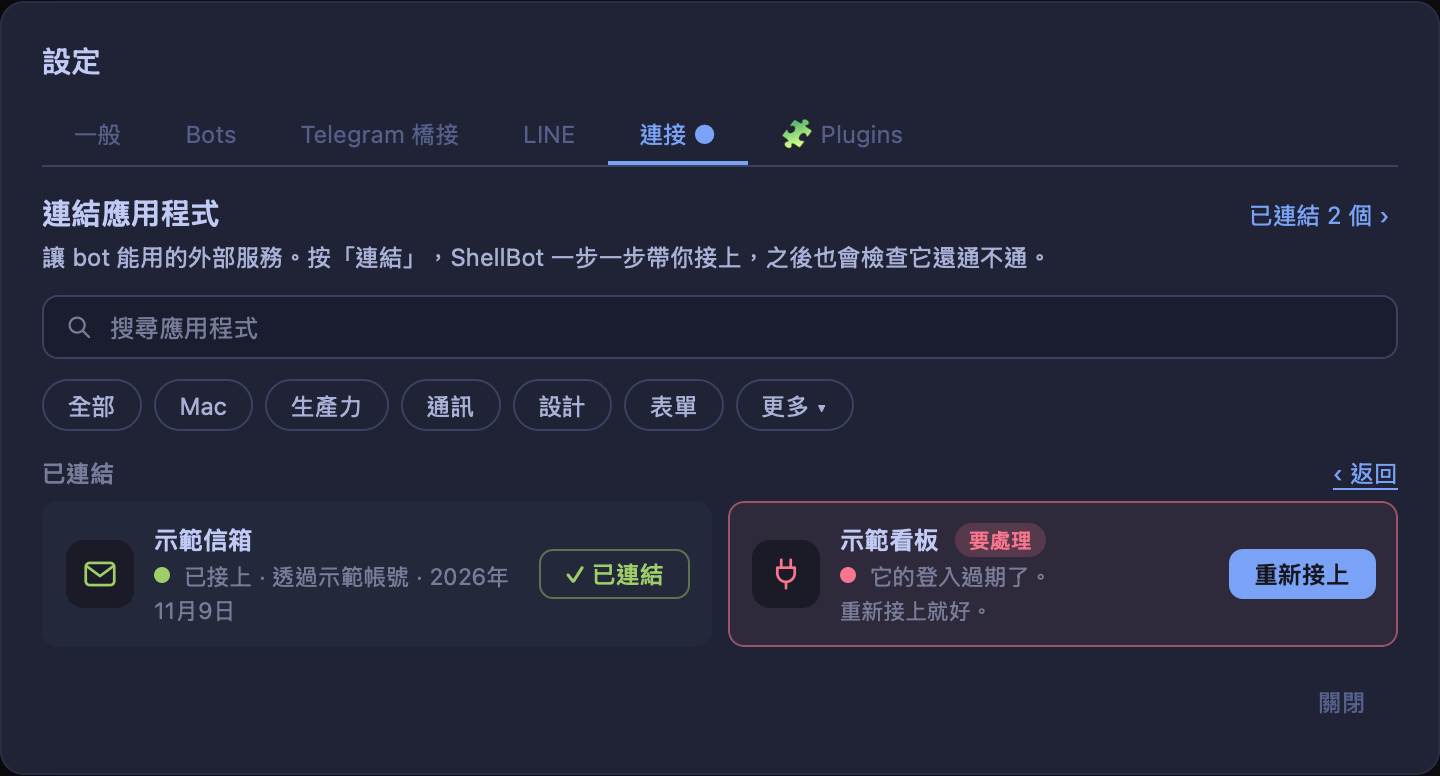 設定
一般 Bots Telegram 橋接 LINE 連接 Plugins
連結應用程式 已連結 2 個 ›
讓 bot 能用的外部服務。按「連結」，ShellBot 一步一步帶你接上，之後也會檢查它還通不通。
搜尋應用程式
全部 Mac 生產力 通訊 設計 表單 更多 ▾
已連結 ‹ 返回
示範信箱
已接上 · 透過示範帳號 · 2026年
11月9日
✓ 已連結
示範看板 要處理
它的登入過期了。
重新接上就好。
重新接上
關閉